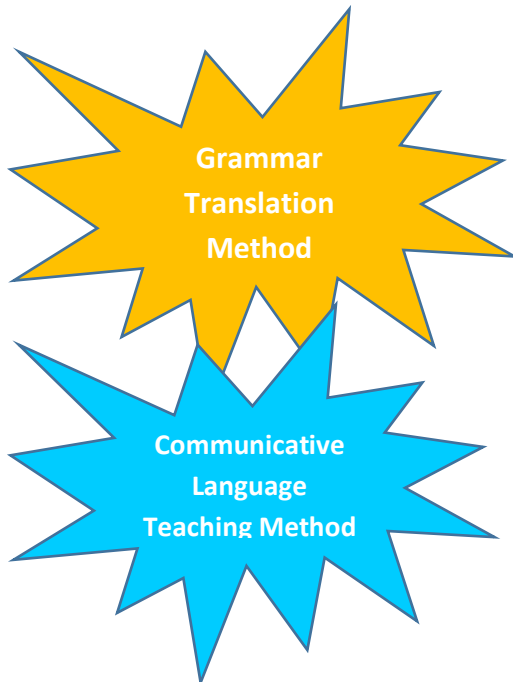 Grammar
Translation
Method
Communicative
Language
Teaching Method